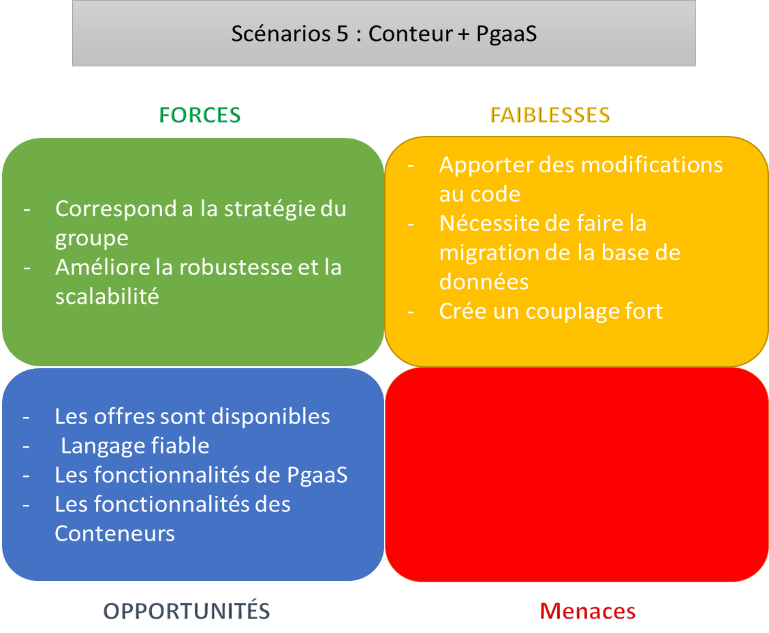 Scénarios 5 : Conteur + PgaaS
FORCES
FAIBLESSES
- Correspond a la stratégie du
groupe
- Améliore la robustesse et la
scalabilité
- Apporter des modifications
au code
- Nécessite de faire la
migration de la base de
données
- Crée un couplage fort
- Les offres sont disponibles
- Langage fiable
- Les fonctionnalités de PgaaS
- Les fonctionnalités des
Conteneurs
OPPORTUNITÉS
Menaces